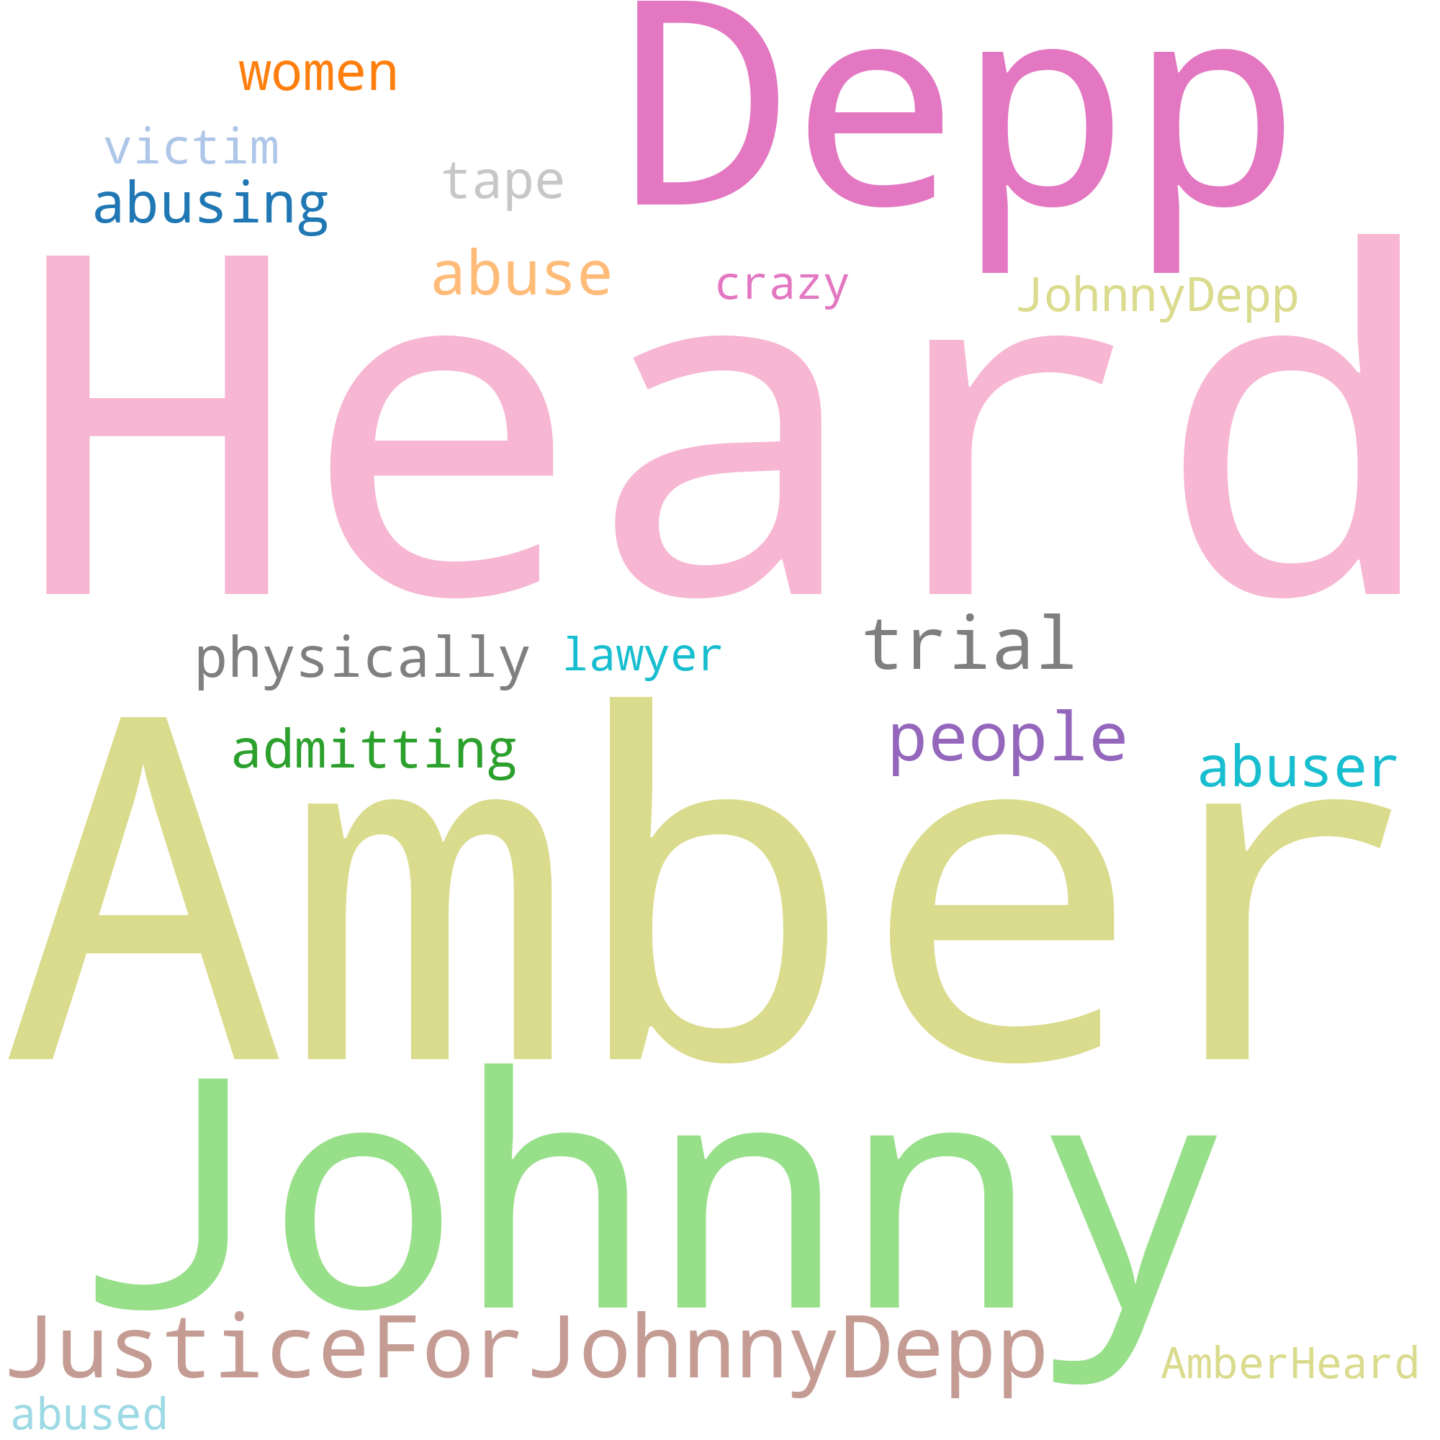 Depp
women
victim
tape
abusing
abuse
crazy
JohnnyDepp
Heard
physically
lawyer
trial
admitting
people
abuser
Amber
Johnny
JusticeForJohnnyDepp
AmberHeard
abused